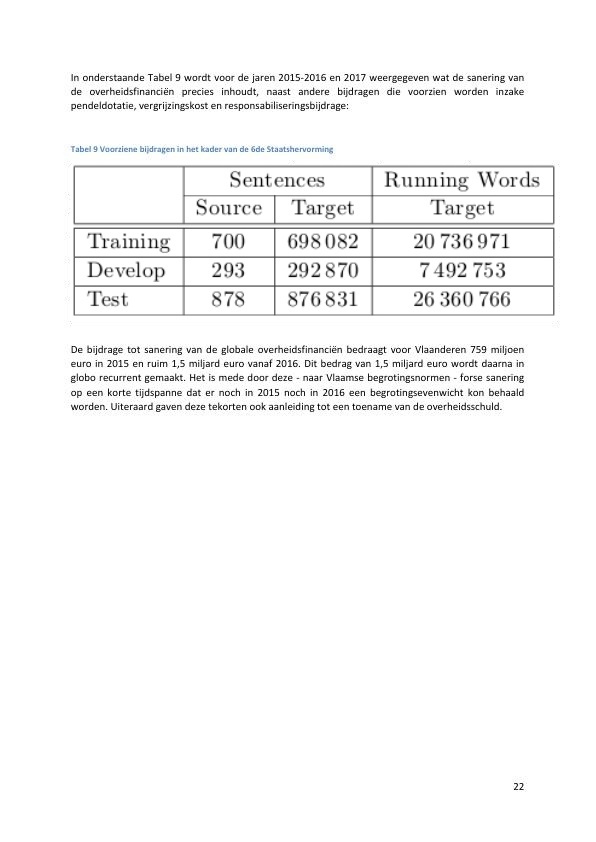 In onderstaande Tabel 9 wordt voor de jaren 2015-2016 en 2017 weergegeven wat de sanering van
de overheidsfinanciën precies inhoudt, naast andere bijdragen die voorzien worden inzake
pendeldotatie, vergrijzingskost en responsabiliseringsbijdrage:
Tabel 9 Voorziene bijdragen in het kader van de 6de Staatshervorming
Sentences Running Words
Source Target Target
Training 700 698 082 20 736 971
Develop 293 292 870 7 492 753
Test 878 876 831 26 360 766
De bijdrage tot sanering van de globale overheidsfinanciën bedraagt voor Vlaanderen 759 miljoen
euro in 2015 en ruim 1,5 miljard euro vanaf 2016. Dit bedrag van 1,5 miljard euro wordt daarna in
globo recurrent gemaakt. Het is mede door deze - naar Vlaamse begrotingsnormen - forse sanering
op een korte tijdspanne dat er noch in 2015 noch in 2016 een begrotingsevenwicht kon behaald
worden. Uiteraard gaven deze tekorten ook aanleiding tot een toename van de overheidsschuld.
22